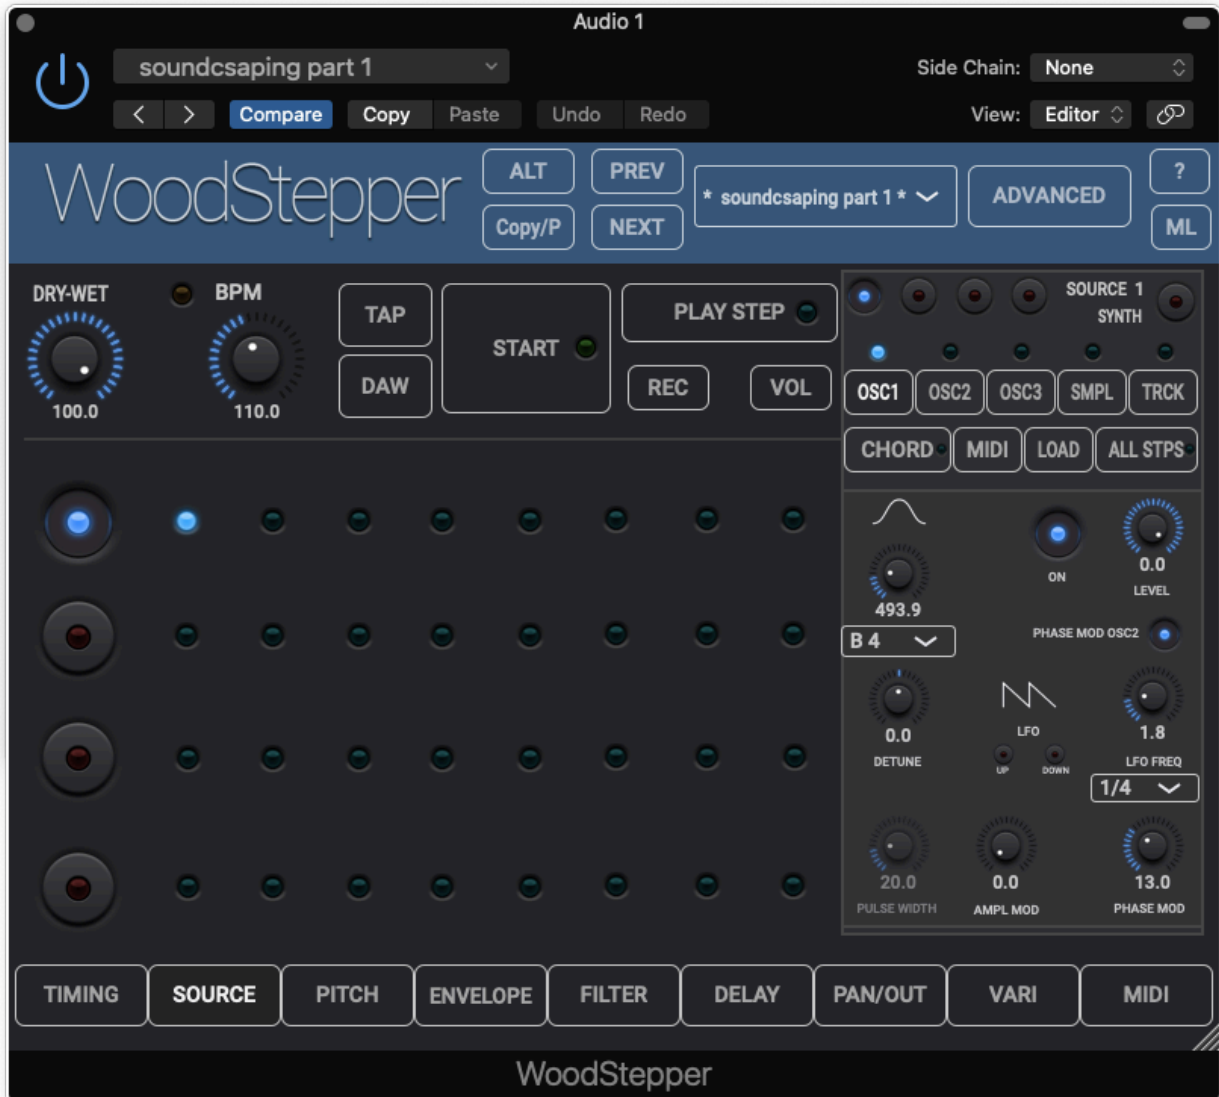 Audio 1
soundcsaping part 1
Side Chain: None
Compare Copy Paste Undo Redo
View: Editor
WoodStepper
ALT PREV
Copy/P NEXT
* soundcsaping part 1 *
ADVANCED
?
ML
DRY-WET
100.0
BPM
110.0
TAP
DAW
START
PLAY STEP
REC VOL
SOURCE 1
SYNTH
OSC1 OSC2 OSC3 SMPL TRCK
CHORD MIDI LOAD ALL STPS
493.9
B 4
ON
0.0
LEVEL
PHASE MOD OSC2
0.0
DETUNE
LFO
UP DOWN
1.8
LFO FREQ
1/4
20.0
PULSE WIDTH
0.0
AMPL MOD
13.0
PHASE MOD
TIMING SOURCE PITCH ENVELOPE FILTER DELAY PAN/OUT VARI MIDI
WoodStepper